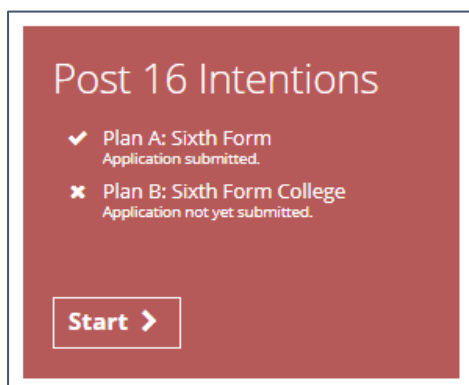 Post 16 Intentions
Plan A: Sixth Form
Application submitted.
Plan B: Sixth Form College
Application not yet submitted.
Start